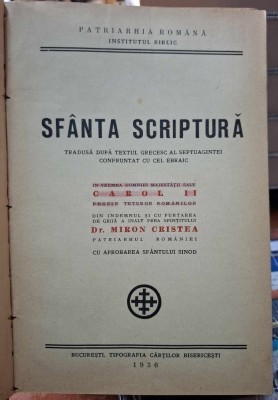 PATRIARHIA ROMÂNĂ
INSTITUTUL BIBLIC
SFÂNTA SCRIPTURĂ
TRADUSĂ DUPĂ TEXTUL GRECESC AL SEPTUAGINTEI
CONFRUNTAT CU CEL EBRAIC
IN VREMEA DOMNIEI MAJESTĂȚII SALE
CAROL II
REGELE TUTUROR ROMÂNILOR
DIN INDEMNUL ȘI CU PURTAREA
DE GRIJĂ A INALT PREA SFINȚITULUI
Dr. MIRON CRISTEA
PATRIARHUL ROMÂNIEI
CU APROBAREA SFÂNTULUI SINOD
BUCUREȘTI, TIPOGRAFIA CĂRȚILOR BISERICEȘTI
1936